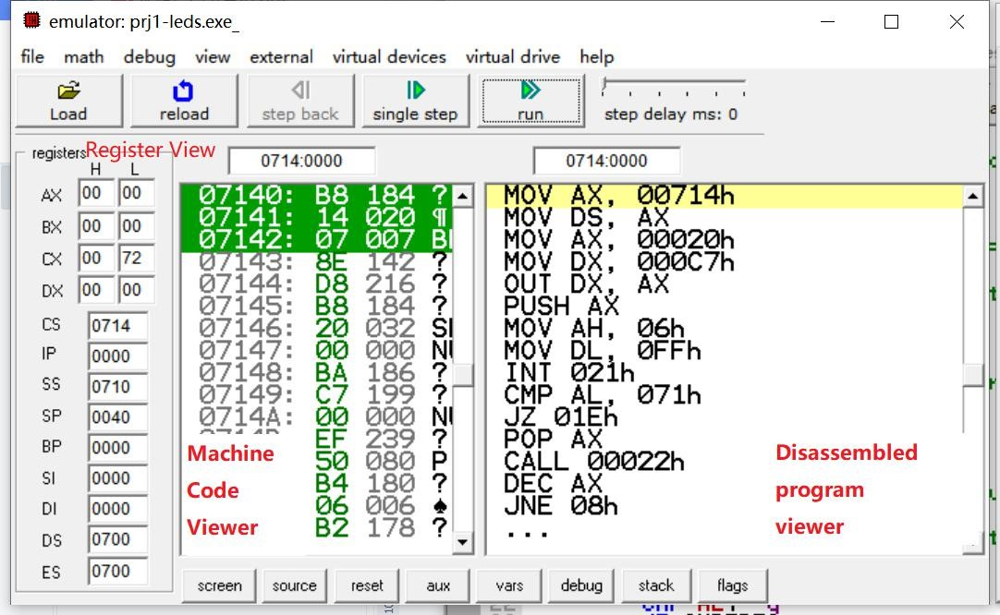 emulator: prj1-leds.exe_
file math debug view external virtual devices virtual drive help
Load reload step back single step run step delay ms: 0
registers Register View
H L
0714:0000 0714:0000
AX 00 00
BX 00 00
CX 00 72
DX 00 00
CS 0714
IP 0000
SS 0710
SP 0040
BP 0000
SI 0000
DI 0000
DS 0700
ES 0700
07140: B8 184 ?
07141: 14 020 ¶
07142: 07 007
07143: 8E 142 ?
07144: D8 216 ?
07145: B8 184 ?
07146: 20 032
07147: 00 000
07148: BA 186 ?
07149: C7 199 ?
0714A: 00 000
EF 239 ?
50 080 P
B4 180 ?
06 006 ♠
B2 178 ?
Machine
Code
Viewer
MOV AX, 00714h
MOV DS, AX
MOV AX, 00020h
MOV DX, 000C7h
OUT DX, AX
PUSH AX
MOV AH, 06h
MOV DL, 0FFh
INT 021h
CMP AL, 071h
JZ 01Eh
POP AX
CALL 00022h
DEC AX
JNE 08h
...
Disassembled
program
viewer
screen source reset aux vars debug stack flags